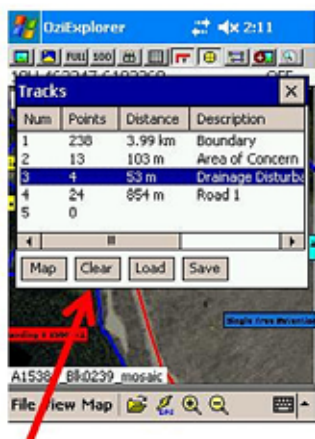 OziExplorer 2:11
FULL 100
Tracks
Num Points Distance Description
1 238 3.99 km Boundary
2 13 103 m Area of Concern
3 4 53 m Drainage Disturba
4 24 854 m Road 1
5 0
Map Clear Load Save
A1538 Blk0239_mosaic
File Map